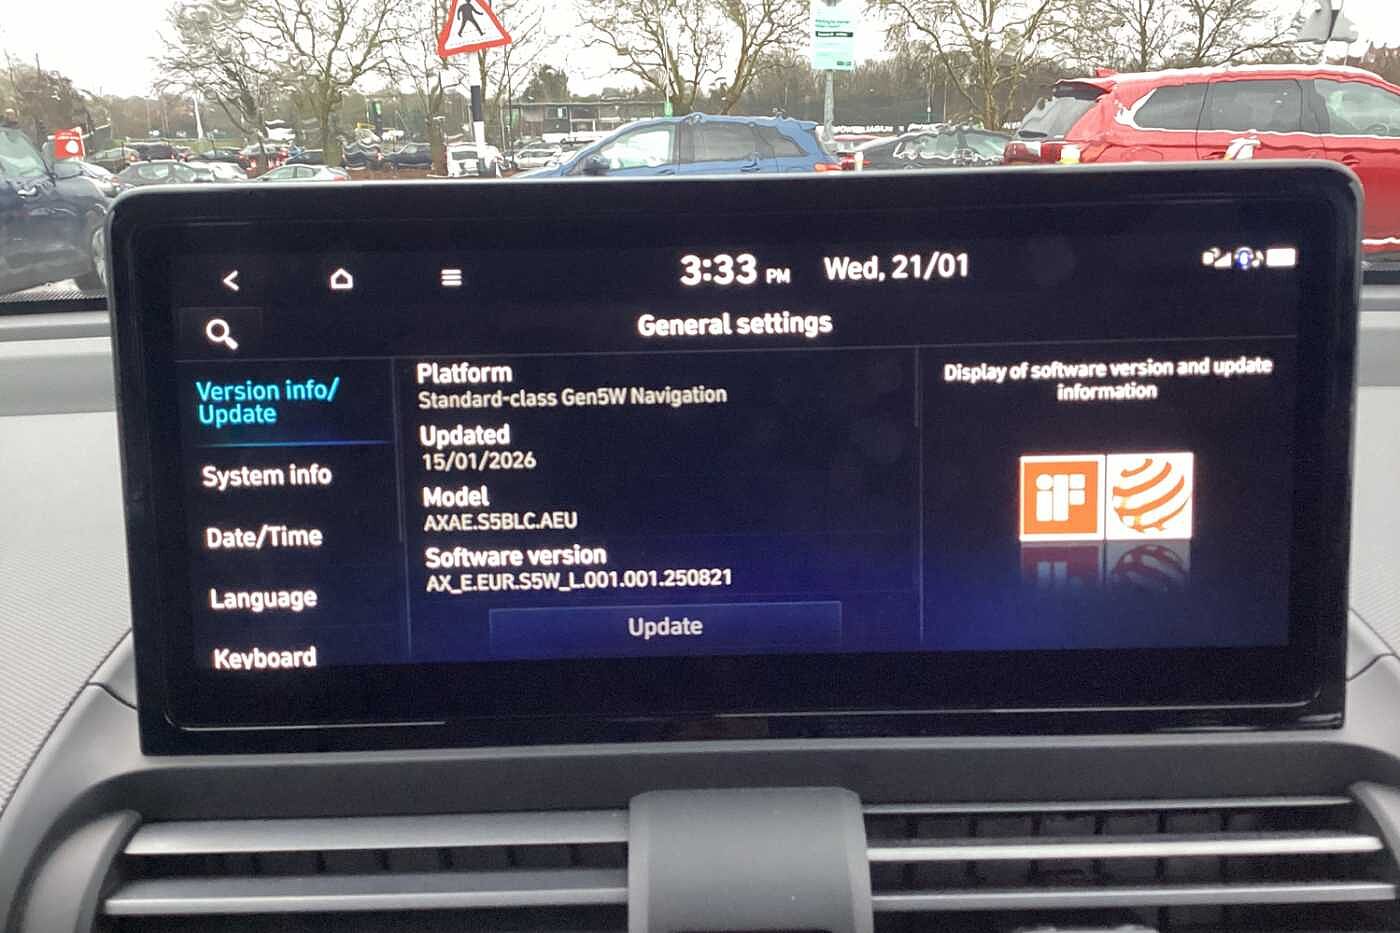 3:33 PM Wed, 21/01
General settings
Version info/
Update
System info
Date/Time
Language
Keyboard
Platform
Standard-class Gen5W Navigation
Updated
15/01/2026
Model
AXAE.S5BLC.AEU
Software version
AX_E.EUR.S5W_L.001.001.250821
Update
Display of software version and update
information
iF